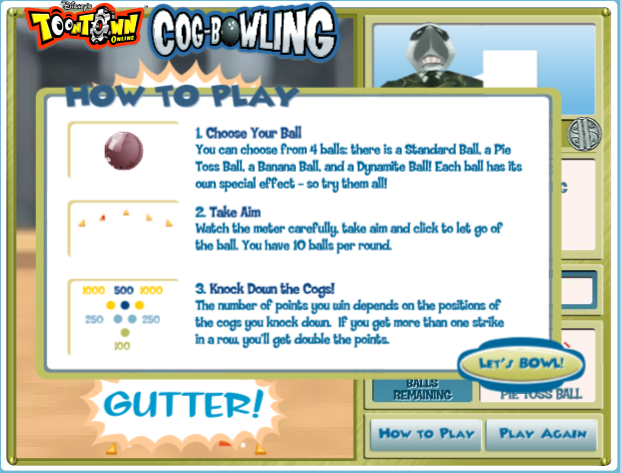 Disney's
TOONTOWN
ONLINE
COG-BOWLING
HOW TO PLAY
1. Choose Your Ball
You can choose from 4 balls: there is a Standard Ball, a Pie
Toss Ball, a Banana Ball, and a Dynamite Ball! Each ball has its
own special effect - so try them all!
2. Take Aim
Watch the meter carefully, take aim and click to let go of
the ball. You have 10 balls per round.
1000 500 1000
250 250
100
3. Knock Down the Cogs!
The number of points you win depends on the positions of
the cogs you knock down. If you get more than one strike
in a row, you'll get double the points.
LET'S BOWL!
BALLS
REMAINING
PIE TOSS BALL
GUTTER!
HOW TO PLAY
PLAY AGAIN